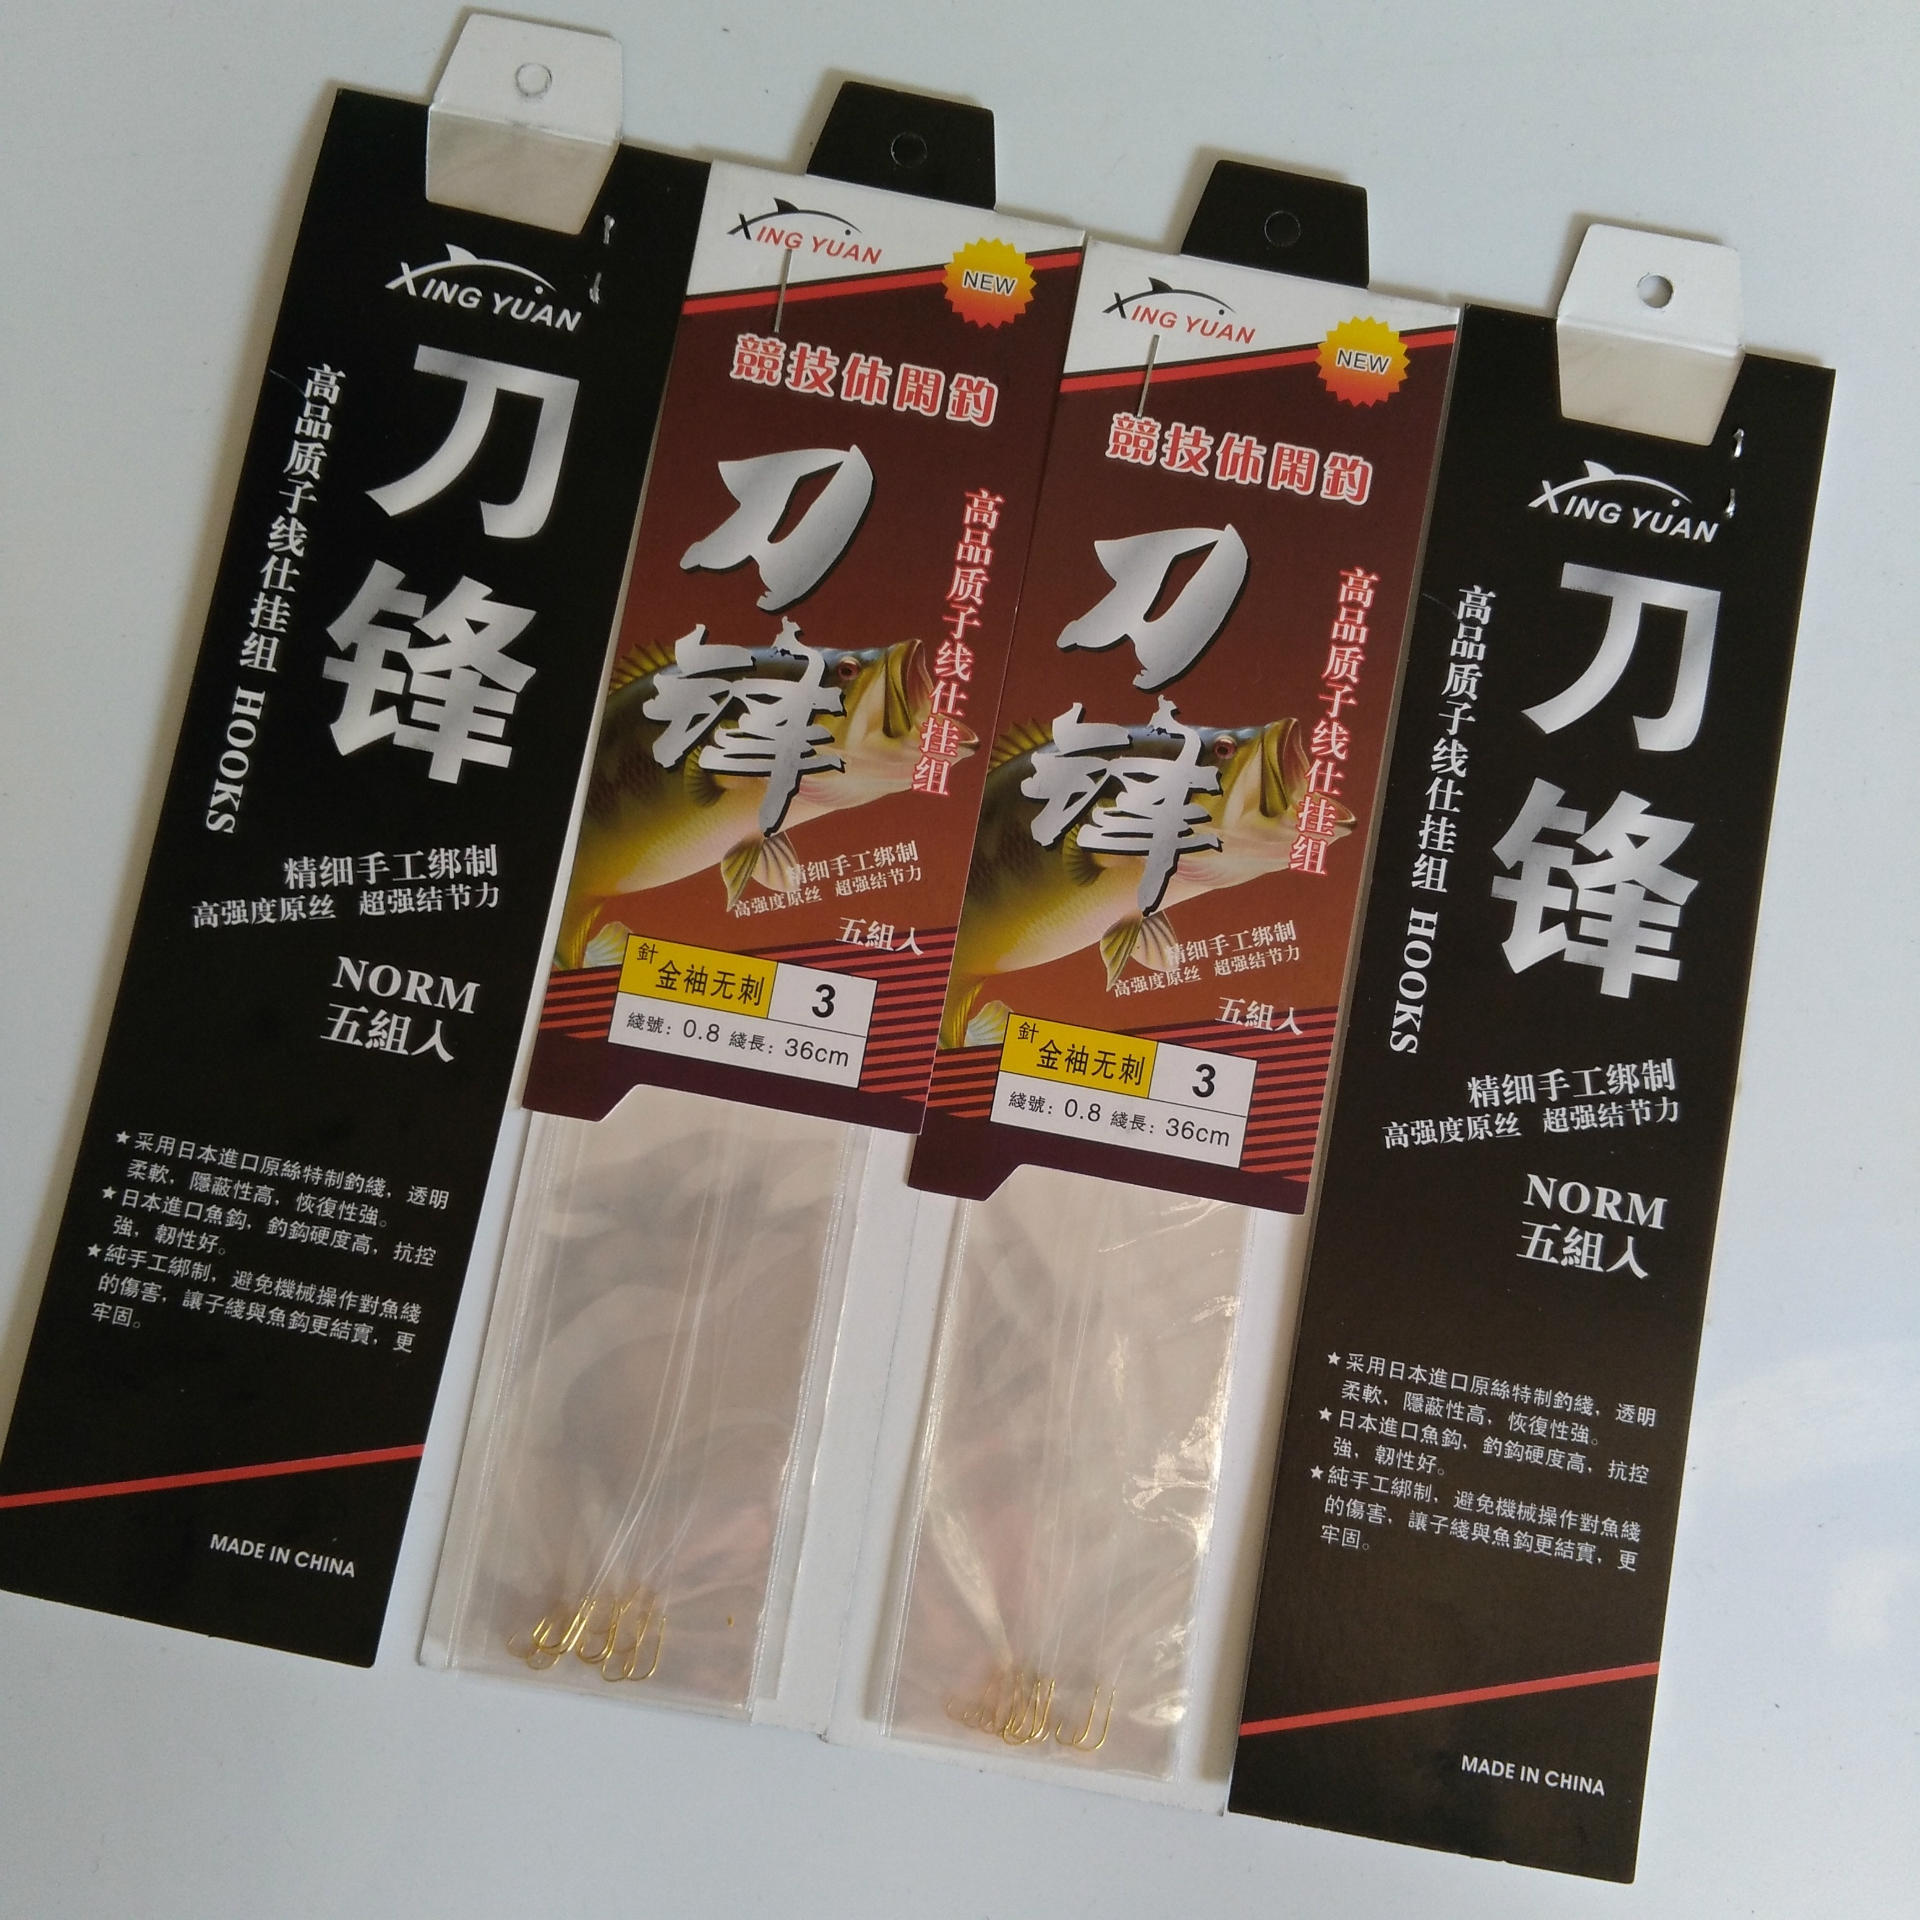 XING YUAN
刀
锋
高品质子线仕挂组 HOOKS
精细手工绑制
高强度原丝 超强结节力
NORM
五組入
★采用日本進口原絲特制釣綫，透明
柔軟，隱蔽性高，恢復性強。
★日本進口魚鈎，釣鈎硬度高，抗控
強，韌性好。
★純手工綁制，避免機械操作對魚綫
的傷害，讓子綫與魚鈎更結實，更
牢固。
MADE IN CHINA
XING YUAN
NEW
競技休閑釣
刀
锋
高品质子线仕挂组
精细手工绑制
高强度原丝 超强结节力
五組入
針
金袖无刺 3
綫號：0.8 綫長：36cm
XING YUAN
NEW
競技休閑釣
刀
锋
高品质子线仕挂组
精细手工绑制
高强度原丝 超强结节力
五組入
針
金袖无刺 3
綫號：0.8 綫長：36cm
XING YUAN
刀
锋
高品质子线仕挂组 HOOKS
精细手工绑制
高强度原丝 超强结节力
NORM
五組入
★采用日本進口原絲特制釣綫，透明
柔軟，隱蔽性高，恢復性強。
★日本進口魚鈎，釣鈎硬度高，抗控
強，韌性好。
★純手工綁制，避免機械操作對魚綫
的傷害，讓子綫與魚鈎更結實，更
牢固。
MADE IN CHINA